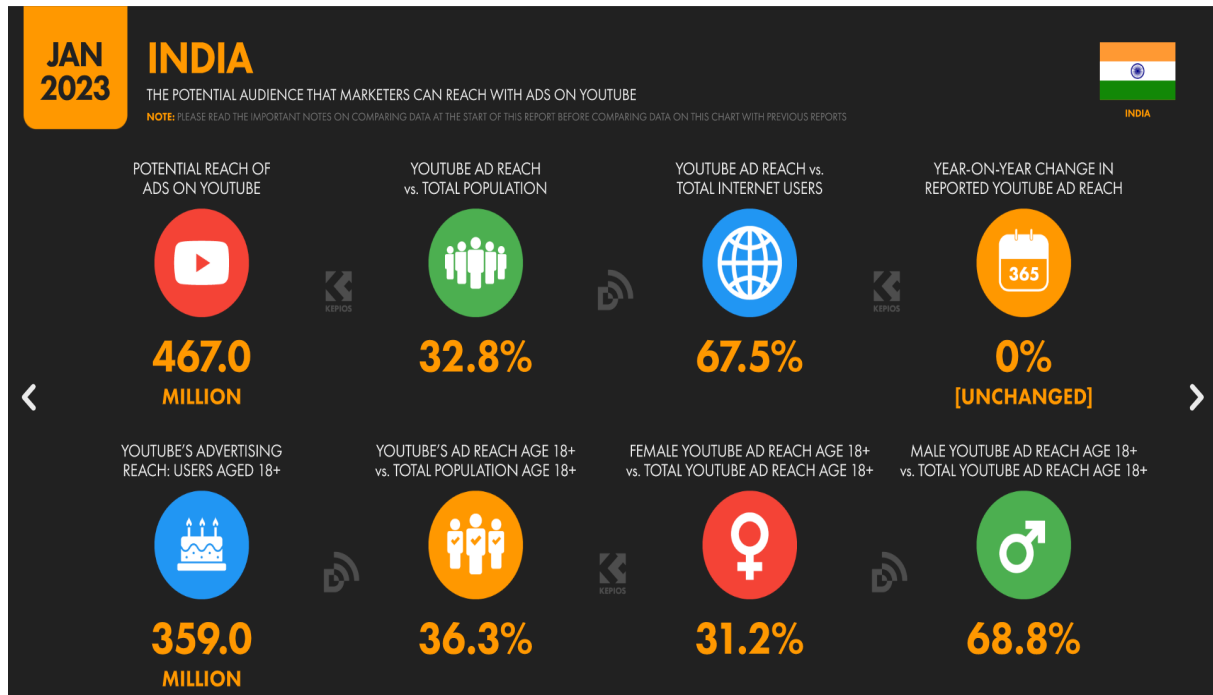 JAN
2023
INDIA
THE POTENTIAL AUDIENCE THAT MARKETERS CAN REACH WITH ADS ON YOUTUBE
NOTE: PLEASE READ THE IMPORTANT NOTES ON COMPARING DATA AT THE START OF THIS REPORT BEFORE COMPARING DATA ON THIS CHART WITH PREVIOUS REPORTS
INDIA
POTENTIAL REACH OF
ADS ON YOUTUBE
467.0
MILLION
YOUTUBE AD REACH
vs. TOTAL POPULATION
32.8%
YOUTUBE AD REACH vs.
TOTAL INTERNET USERS
67.5%
YEAR-ON-YEAR CHANGE IN
REPORTED YOUTUBE AD REACH
365
0%
[UNCHANGED]
KEPIOS
KEPIOS
YOUTUBE'S ADVERTISING
REACH: USERS AGED 18+
359.0
MILLION
YOUTUBE'S AD REACH AGE 18+
vs. TOTAL POPULATION AGE 18+
36.3%
FEMALE YOUTUBE AD REACH AGE 18+
vs. TOTAL YOUTUBE AD REACH AGE 18+
31.2%
MALE YOUTUBE AD REACH AGE 18+
vs. TOTAL YOUTUBE AD REACH AGE 18+
68.8%
KEPIOS